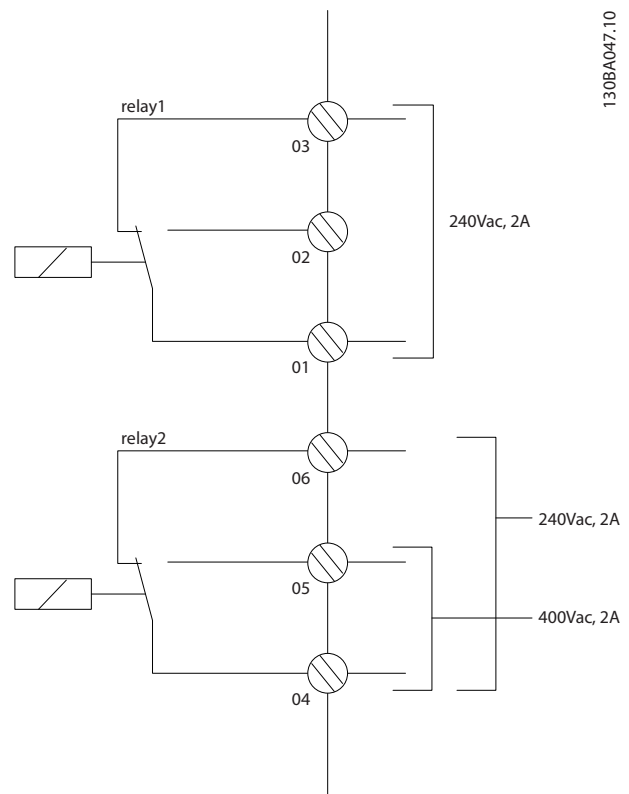 130BA047.10
relay1
03
240Vac, 2A
02
01
relay2
06
240Vac, 2A
05
400Vac, 2A
04